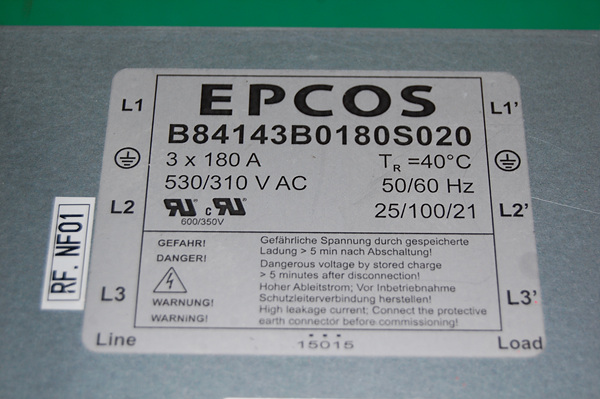 EPCOS
B84143B0180S020
3 x 180 A
TR =40°C
530/310 V AC
50/60 Hz
c
600/350V
25/100/21
L1
L1'
L2
L2'
L3
L3'
RF. NF01
GEFAHR!
DANGER!
WARNUNG!
WARNING!
Gefährliche Spannung durch gespeicherte
Ladung > 5 min nach Abschaltung!
Dangerous voltage by stored charge
> 5 minutes after disconnection!
Hoher Ableitstrom; Vor Inbetriebnahme
Schutzleiterverbindung herstellen!
High leakage current; Connect the protective
earth connector before commissioning!
Line
15015
Load